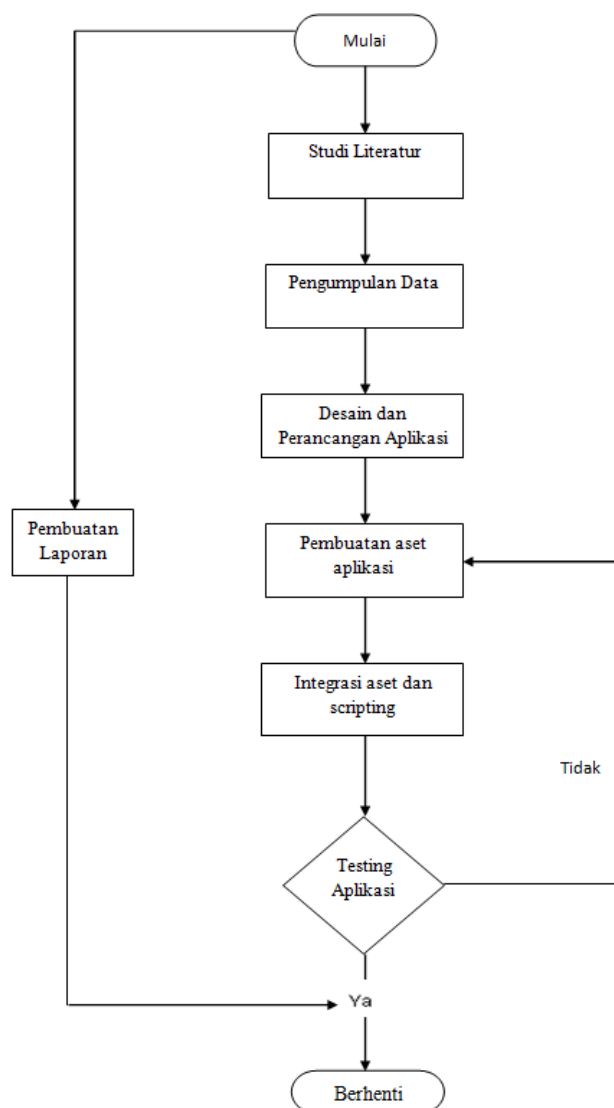 Mulai
Studi Literatur
Pengumpulan Data
Desain dan
Perancangan Aplikasi
Pembuatan
Laporan
Pembuatan aset
aplikasi
Integrasi aset dan
scripting
Tidak
Testing
Aplikasi
Ya
Berhenti